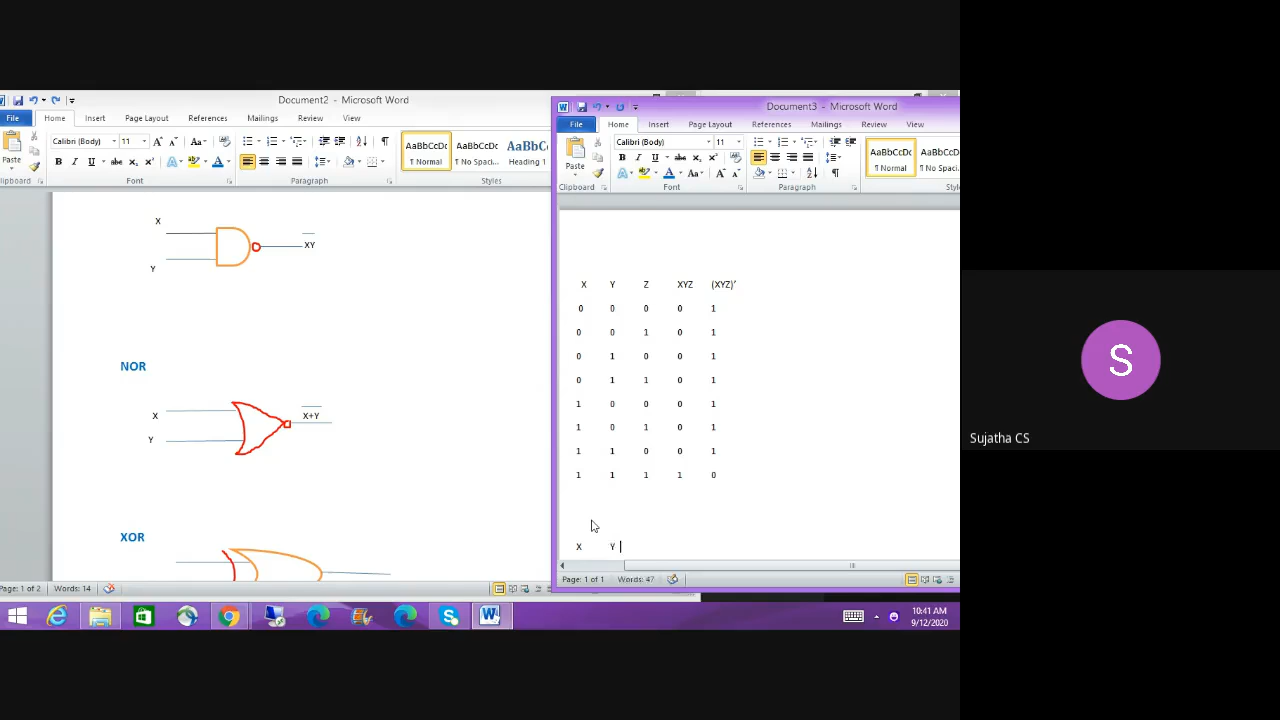 Document2 - Microsoft Word
File Home Insert Page Layout References Mailings Review View
Calibri (Body) 11
Paste
B I U abc
AaBbCcDc AaBbCcDc AaBbC
¶ Normal ¶ No Spaci... Heading 1
Clipboard Font Paragraph Styles
X
XY
Y
NOR
X
X+Y
Y
XOR
Page: 1 of 2 Words: 14
Document3 - Microsoft Word
File Home Insert Page Layout References Mailings Review View
Calibri (Body) 11
Paste
B I U abc
AaBbCcDc AaBbCcDc
¶ Normal ¶ No Spaci...
Clipboard Font Paragraph
X Y Z XYZ (XYZ)’
0 0 0 0 1
0 0 1 0 1
0 1 0 0 1
0 1 1 0 1
1 0 0 0 1
1 0 1 0 1
1 1 0 0 1
1 1 1 1 0
X Y
Page: 1 of 1 Words: 47
10:41 AM
9/12/2020
S
Sujatha CS